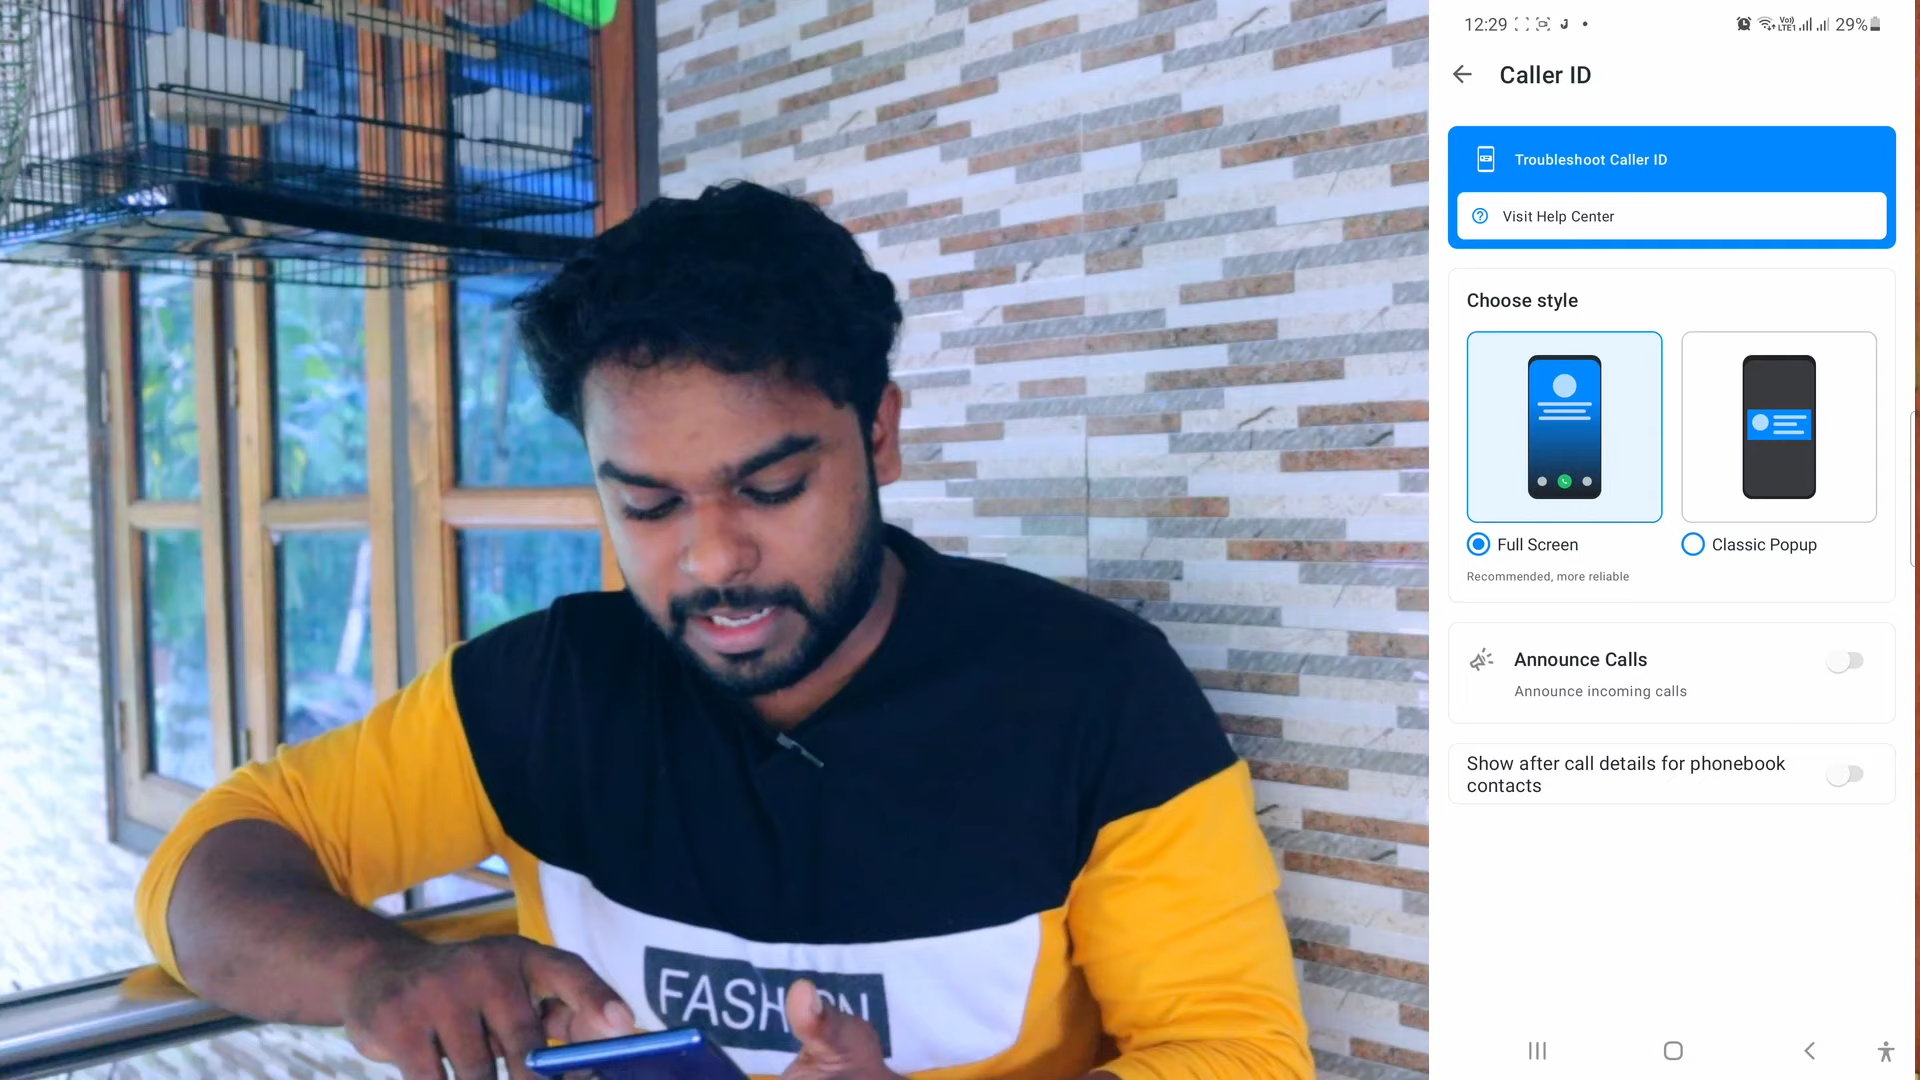 12:29
29%
Caller ID
Troubleshoot Caller ID
Visit Help Center
Choose style
Full Screen
Classic Popup
Recommended, more reliable
Announce Calls
Announce incoming calls
Show after call details for phonebook
contacts
FASHION